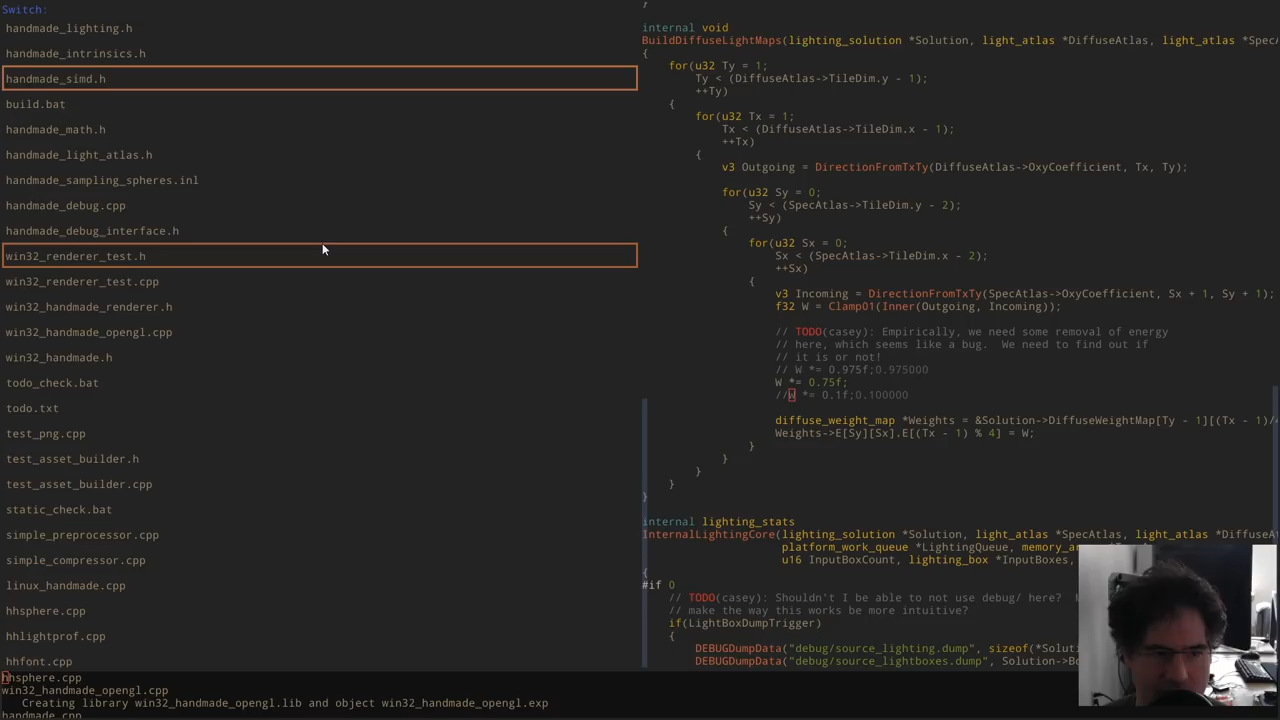 Switch:
handmade_lighting.h
handmade_intrinsics.h
handmade_simd.h
build.bat
handmade_math.h
handmade_light_atlas.h
handmade_sampling_spheres.inl
handmade_debug.cpp
handmade_debug_interface.h
win32_renderer_test.h
win32_renderer_test.cpp
win32_handmade_renderer.h
win32_handmade_opengl.cpp
win32_handmade.h
todo_check.bat
todo.txt
test_png.cpp
test_asset_builder.h
test_asset_builder.cpp
static_check.bat
simple_preprocessor.cpp
simple_compressor.cpp
linux_handmade.cpp
hhsphere.cpp
hhlightprof.cpp
hhfont.cpp
hhsphere.cpp
win32_handmade_opengl.cpp
Creating library win32_handmade_opengl.lib and object win32_handmade_opengl.exp
handmade.cpp
internal void
BuildDiffuseLightMaps(lighting_solution *Solution, light_atlas *DiffuseAtlas, light_atlas *Spec
{
for(u32 Ty = 1;
Ty < (DiffuseAtlas->TileDim.y - 1);
++Ty)
{
for(u32 Tx = 1;
Tx < (DiffuseAtlas->TileDim.x - 1);
++Tx)
{
v3 Outgoing = DirectionFromTxTy(DiffuseAtlas->OxyCoefficient, Tx, Ty);
for(u32 Sy = 0;
Sy < (SpecAtlas->TileDim.y - 2);
++Sy)
{
for(u32 Sx = 0;
Sx < (SpecAtlas->TileDim.x - 2);
++Sx)
{
v3 Incoming = DirectionFromTxTy(SpecAtlas->OxyCoefficient, Sx + 1, Sy + 1);
f32 W = Clamp01(Inner(Outgoing, Incoming));
// TODO(casey): Empirically, we need some removal of energy
// here, which seems like a bug.  We need to find out if
// it is or not!
// W *= 0.975f;0.975000
W *= 0.75f;
//W *= 0.1f;0.100000
diffuse_weight_map *Weights = &Solution->DiffuseWeightMap[Ty - 1][(Tx - 1)/
Weights->E[Sy][Sx].E[(Tx - 1) % 4] = W;
}
}
}
}
}
internal lighting_stats
InternalLightingCore(lighting_solution *Solution, light_atlas *SpecAtlas, light_atlas *DiffuseA
platform_work_queue *LightingQueue, memory_ar
u16 InputBoxCount, lighting_box *InputBoxes,
{
#if 0
// TODO(casey): Shouldn't I be able to not use debug/ here?
// make the way this works be more intuitive?
if(LightBoxDumpTrigger)
{
DEBUGDumpData("debug/source_lighting.dump", sizeof(*Solu
DEBUGDumpData("debug/source_lightboxes.dump", Solution->Bo